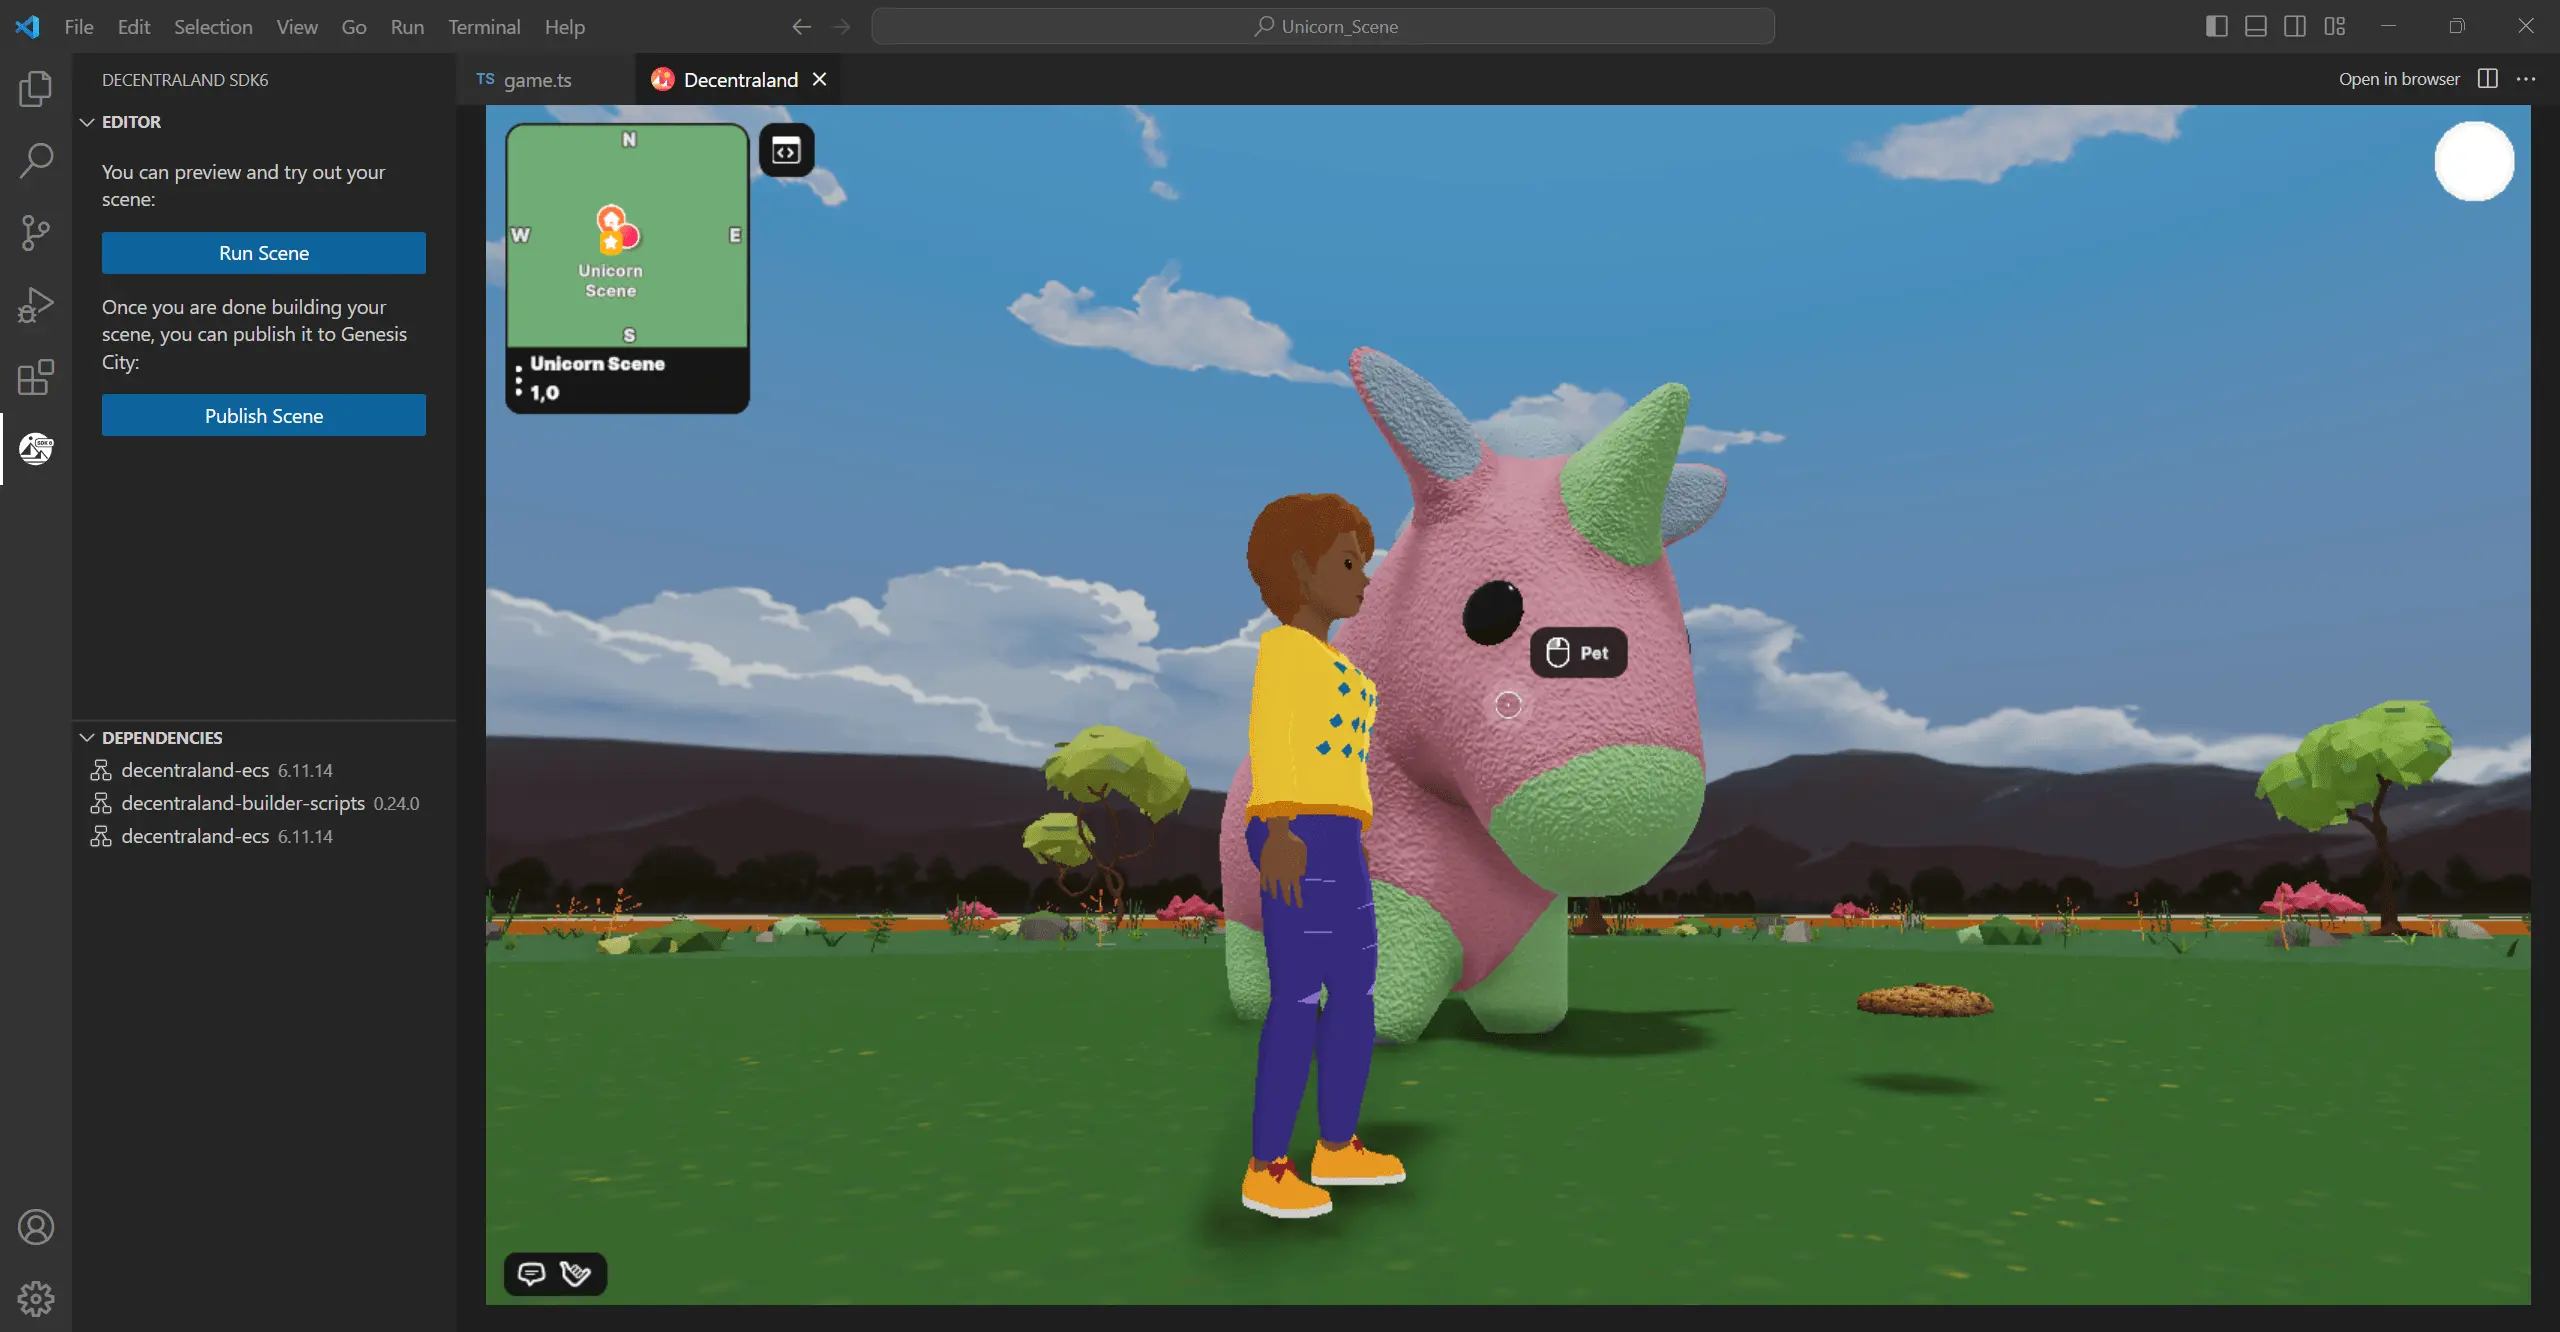 File Edit Selection View Go Run Terminal Help
Unicorn_Scene
DECENTRALAND SDK6
TS game.ts
Decentraland
Open in browser
EDITOR
You can preview and try out your
scene:
Run Scene
Once you are done building your
scene, you can publish it to Genesis
City:
Publish Scene
DEPENDENCIES
decentraland-ecs 6.11.14
decentraland-builder-scripts 0.24.0
decentraland-ecs 6.11.14
N
W
E
Unicorn
Scene
S
Unicorn Scene
1,0
Pet